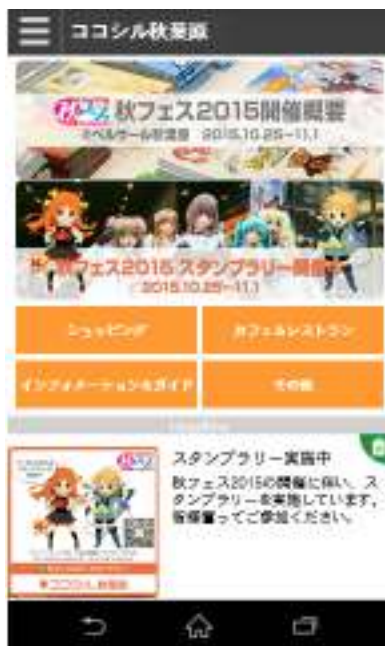 ココシル秋葉原
秋フェス2015開催概要
＠ベルサール秋葉原 2015.10.25~11.1
秋フェス2015 スタンプラリー開催中
2015.10.25~11.1
ショッピング
カフェ&レストラン
インフォメーション&ガイド
その他
スタンプラリー実施中
秋フェス2015の開催に伴い、ス
タンプラリーを実施しています。
皆様奮ってご参加ください。
ココシル秋葉原